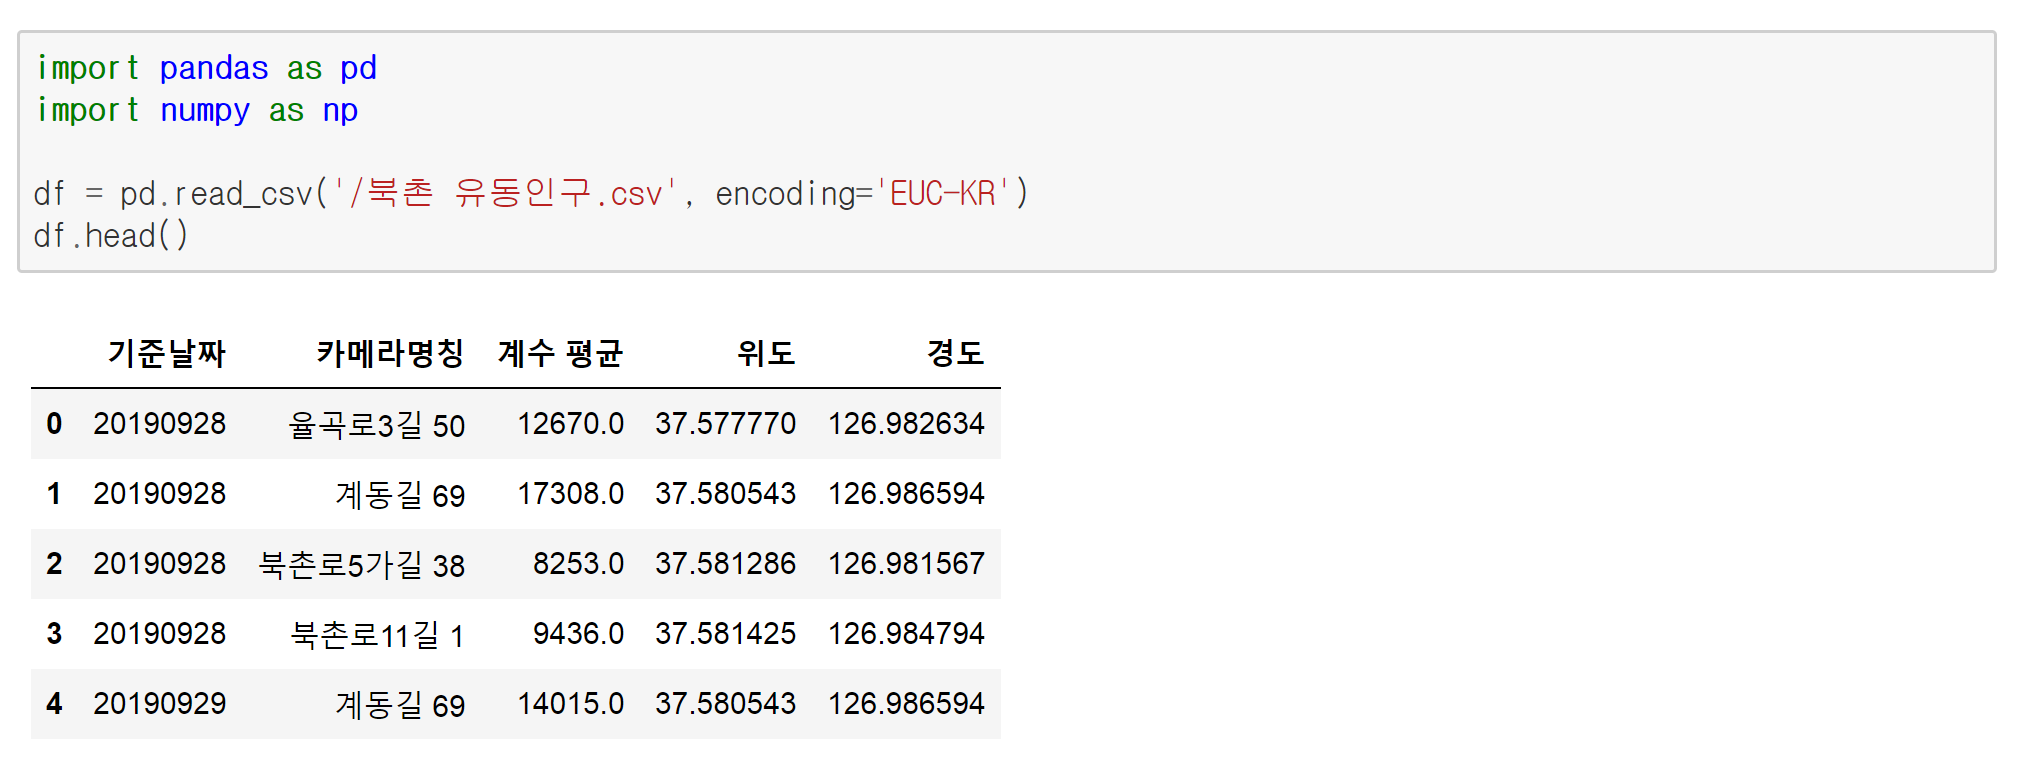 import pandas as pd
import numpy as np
df = pd.read_csv('/북촌 유동인구.csv', encoding='EUC-KR')
df.head()
기준날짜 카메라명칭 계수 평균 위도 경도
0 20190928 율곡로3길 50 12670.0 37.577770 126.982634
1 20190928 계동길 69 17308.0 37.580543 126.986594
2 20190928 북촌로5가길 38 8253.0 37.581286 126.981567
3 20190928 북촌로11길 1 9436.0 37.581425 126.984794
4 20190929 계동길 69 14015.0 37.580543 126.986594